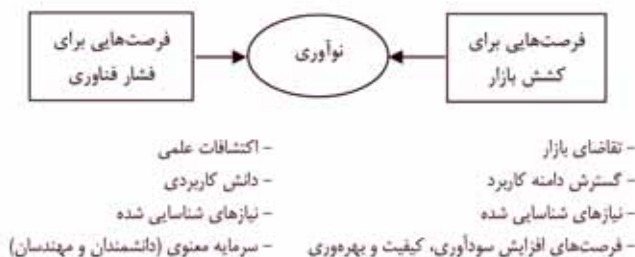 فرصت‌هایی برای
کشش بازار
نوآوری
فرصت‌هایی برای
فشار فناوری
- تقاضای بازار
- گسترش دامنه کاربرد
- نیازهای شناسایی شده
- فرصت‌های افزایش سودآوری، کیفیت و بهره‌وری
- اکتشافات علمی
- دانش کاربردی
- نیازهای شناسایی شده
- سرمایه معنوی (دانشمندان و مهندسان)